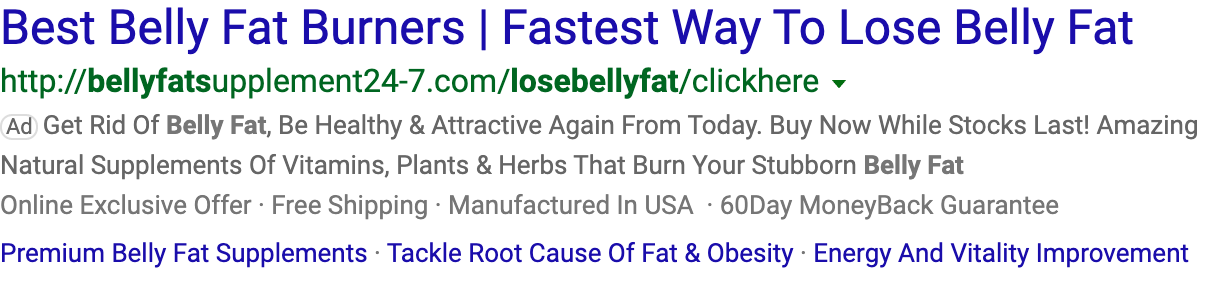 Best Belly Fat Burners | Fastest Way To Lose Belly Fat
http://bellyfatsupplement24-7.com/losebellyfat/clickhere
Ad Get Rid Of Belly Fat, Be Healthy & Attractive Again From Today. Buy Now While Stocks Last! Amazing
Natural Supplements Of Vitamins, Plants & Herbs That Burn Your Stubborn Belly Fat
Online Exclusive Offer · Free Shipping · Manufactured In USA · 60Day MoneyBack Guarantee
Premium Belly Fat Supplements · Tackle Root Cause Of Fat & Obesity · Energy And Vitality Improvement